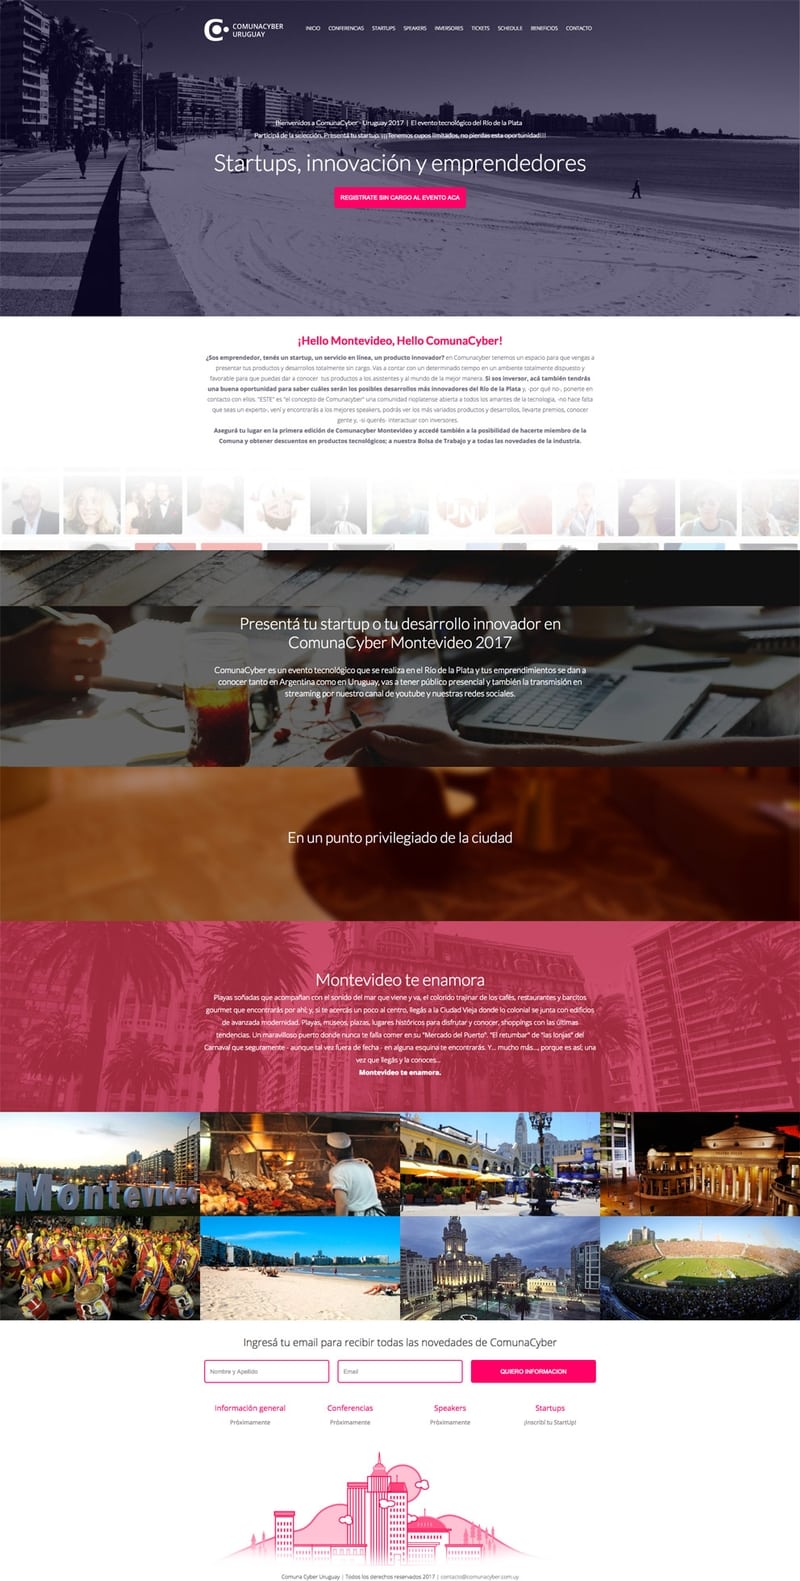 COMUNACYBER
URUGUAY
INICIO CONFERENCIAS STARTUPS SPEAKERS INVERSORES TICKETS SCHEDULE BENEFICIOS CONTACTO
Bienvenidos a ComunaCyber - Uruguay 2017 | El evento tecnológico del Río de la Plata
Participá de la selección. Presentá tu startup. ¡¡¡Tenemos cupos limitados, no pierdas esta oportunidad!!!
Startups, innovación y emprendedores
REGISTRATE SIN CARGO AL EVENTO ACA
¡Hello Montevideo, Hello ComunaCyber!
¿Sos emprendedor, tenés un startup, un servicio en línea, un producto innovador? en Comunacyber tenemos un espacio para que vengas a
presentar tus productos y desarrollos totalmente sin cargo. Vas a contar con un determinado tiempo en un ambiente totalmente dispuesto y
favorable para que puedas dar a conocer tus productos a los asistentes y al mundo de la mejor manera. Si sos inversor, acá también tendrás
una buena oportunidad para saber cuáles serán los posibles desarrollos más innovadores del Río de la Plata y, -por qué no-, ponerte en
contacto con ellos. "ESTE" es "el concepto de Comunacyber" una comunidad rioplatense abierta a todos los amantes de la tecnologia, -no hace falta
que seas un experto-, vení y encontrarás a los mejores speakers, podrás ver los más variados productos y desarrollos, llevarte premios, conocer
gente y, -si querés- interactuar con inversores.
Asegurá tu lugar en la primera edición de Comunacyber Montevideo y accedé también a la posibilidad de hacerte miembro de la
Comuna y obtener descuentos en productos tecnológicos; a nuestra Bolsa de Trabajo y a todas las novedades de la industria.
Presentá tu startup o tu desarrollo innovador en
ComunaCyber Montevideo 2017
ComunaCyber es un evento tecnológico que se realiza en el Río de la Plata y tus emprendimientos se dan a
conocer tanto en Argentina como en Uruguay, vas a tener público presencial y también la transmisión en
streaming por nuestro canal de youtube y nuestras redes sociales.
En un punto privilegiado de la ciudad
Montevideo te enamora
Playas soñadas que acompañan con el sonido del mar que viene y va, el colorido trajinar de los cafés, restaurantes y barcitos
gourmet que encontrarás por ahí; y, si te acercás un poco al centro, llegás a la Ciudad Vieja donde lo colonial se junta con edificios
de avanzada modernidad. Playas, museos, plazas, lugares históricos para disfrutar y conocer, shoppings con las últimas
tendencias. Un maravilloso puerto donde nunca te falla comer en su "Mercado del Puerto". "El retumbar" de "las lonjas" del
Carnaval que seguramente - aunque tal vez fuera de fecha - en alguna esquina te encontrarás. Y... mucho más..., porque es así; una
vez que llegás y la conoces...
Montevideo te enamora.
Montevideo
Ingresá tu email para recibir todas las novedades de ComunaCyber
Nombre y Apellido Email QUIERO INFORMACION
Información general Conferencias Speakers Startups
Próximamente Próximamente Próximamente ¡Inscribí tu StartUp!
Comuna Cyber Uruguay | Todos los derechos reservados 2017 | contacto@comunacyber.com.uy